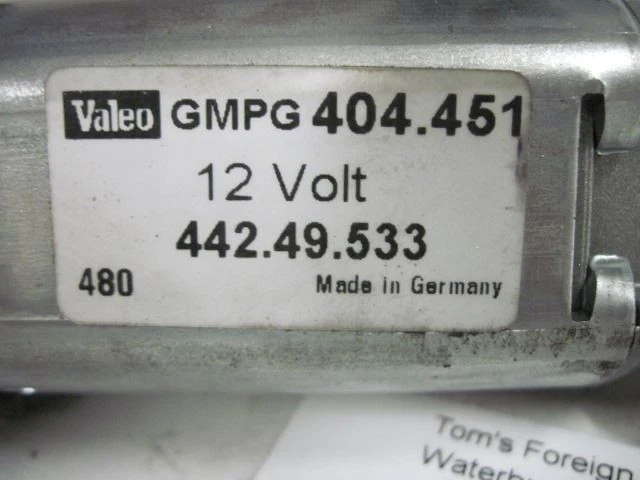 Valeo GMPG 404.451
12 Volt
442.49.533
480 Made in Germany
Tom's Foreign